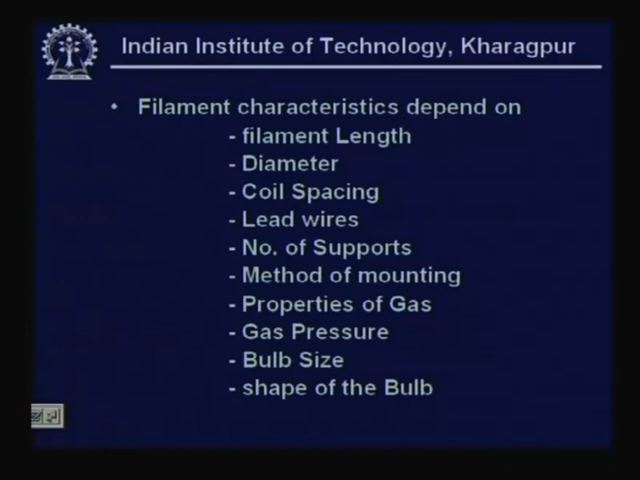 Indian Institute of Technology, Kharagpur
• Filament characteristics depend on
- filament Length
- Diameter
- Coil Spacing
- Lead wires
- No. of Supports
- Method of mounting
- Properties of Gas
- Gas Pressure
- Bulb Size
- shape of the Bulb